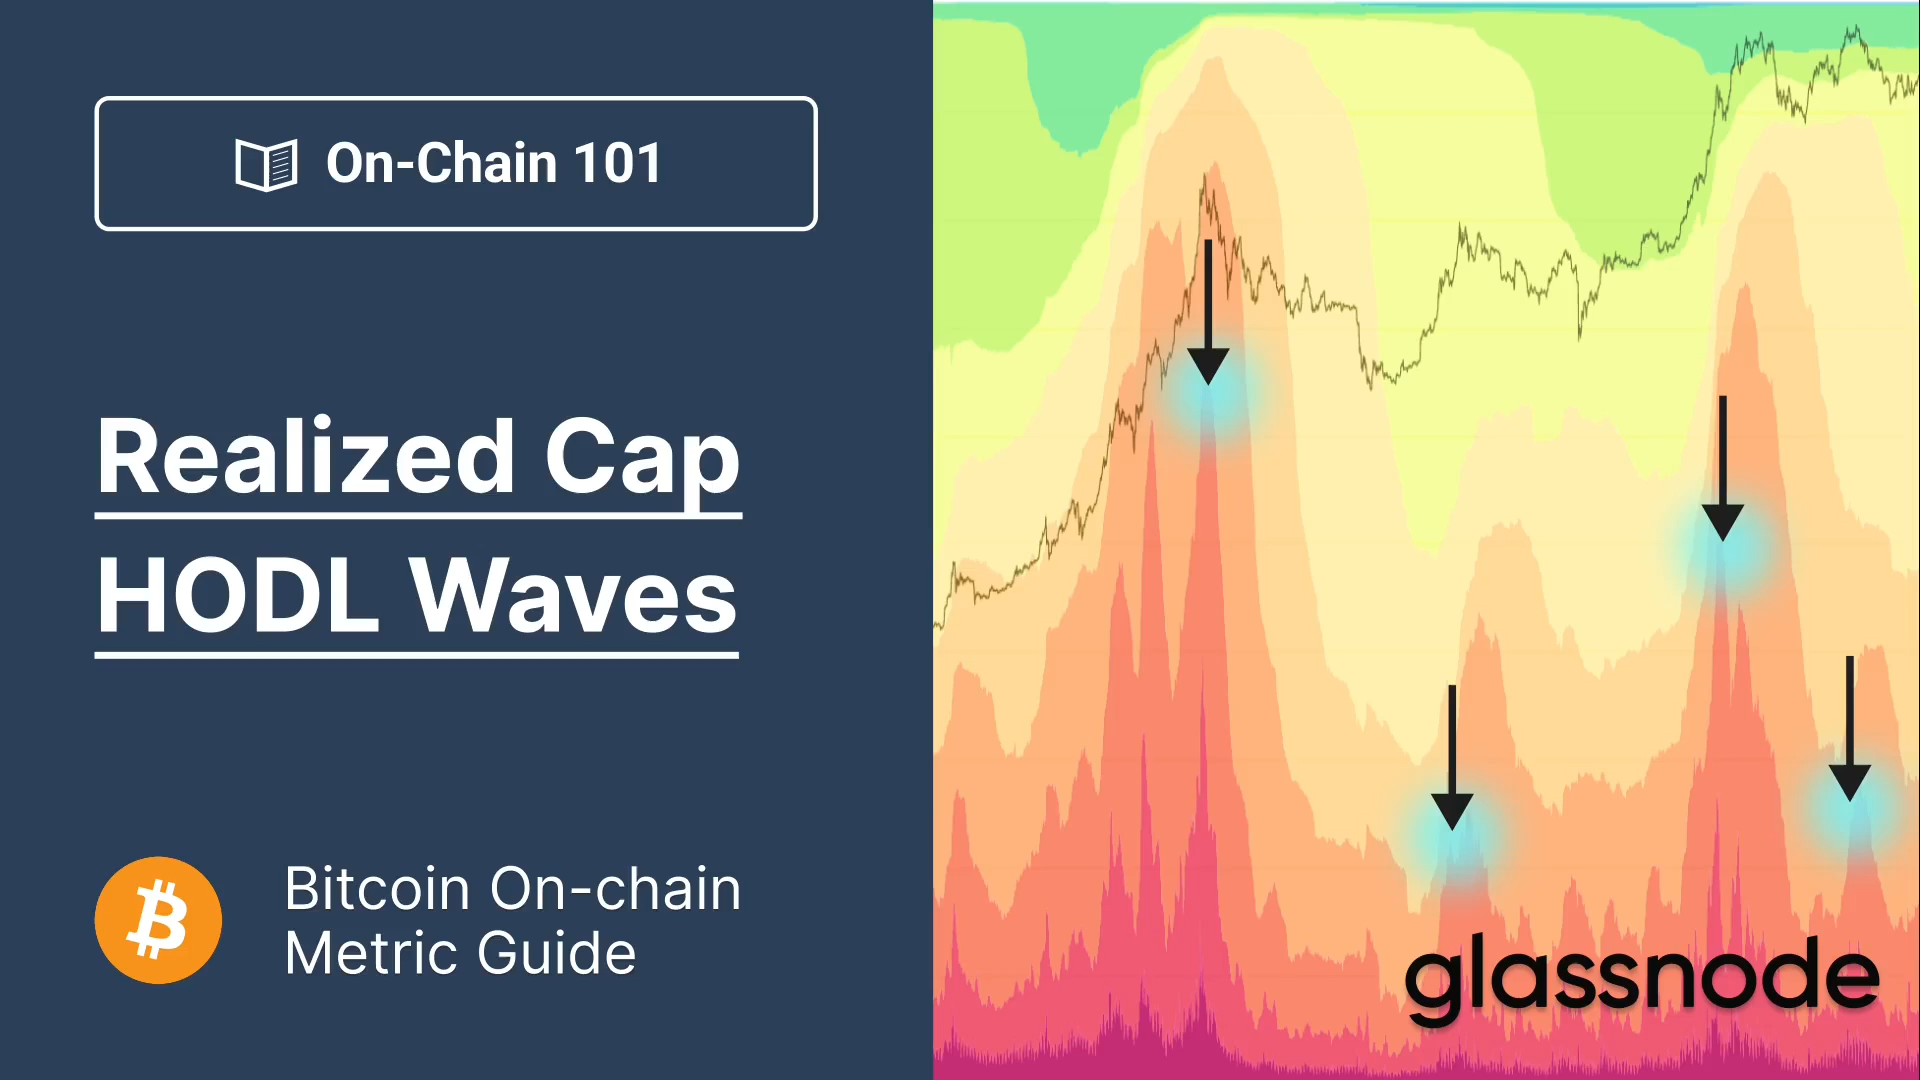 On-Chain 101
Realized Cap
HODL Waves
Bitcoin On-chain
Metric Guide
glassnode